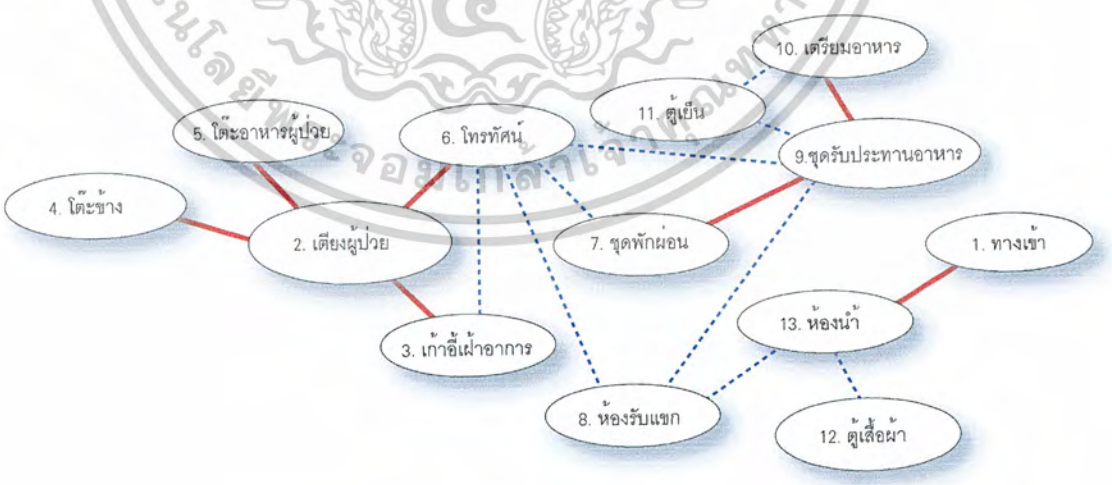 10. เตรียมอาหาร
11. ตู้เย็น
5. โต๊ะอาหารผู้ป่วย
6. โทรทัศน์
9.ชุดรับประทานอาหาร
4. โต๊ะข้าง
2. เตียงผู้ป่วย
7. ชุดพักผ่อน
1. ทางเข้า
13. ห้องน้ำ
3. เก้าอี้เฝ้าอาการ
8. ห้องรับแขก
12. ตู้เสื้อผ้า